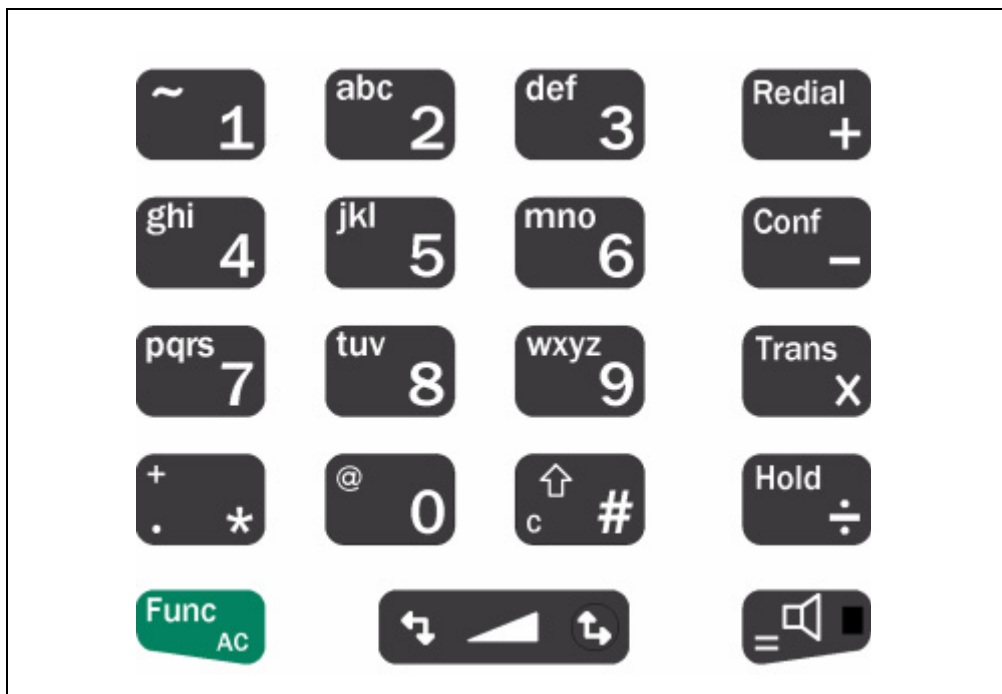 ~ 1 abc 2 def 3 Redial +
ghi 4 jkl 5 mno 6 Conf −
pqrs 7 tuv 8 wxyz 9 Trans x
+ . * @ 0 c # Hold ÷
Func AC =